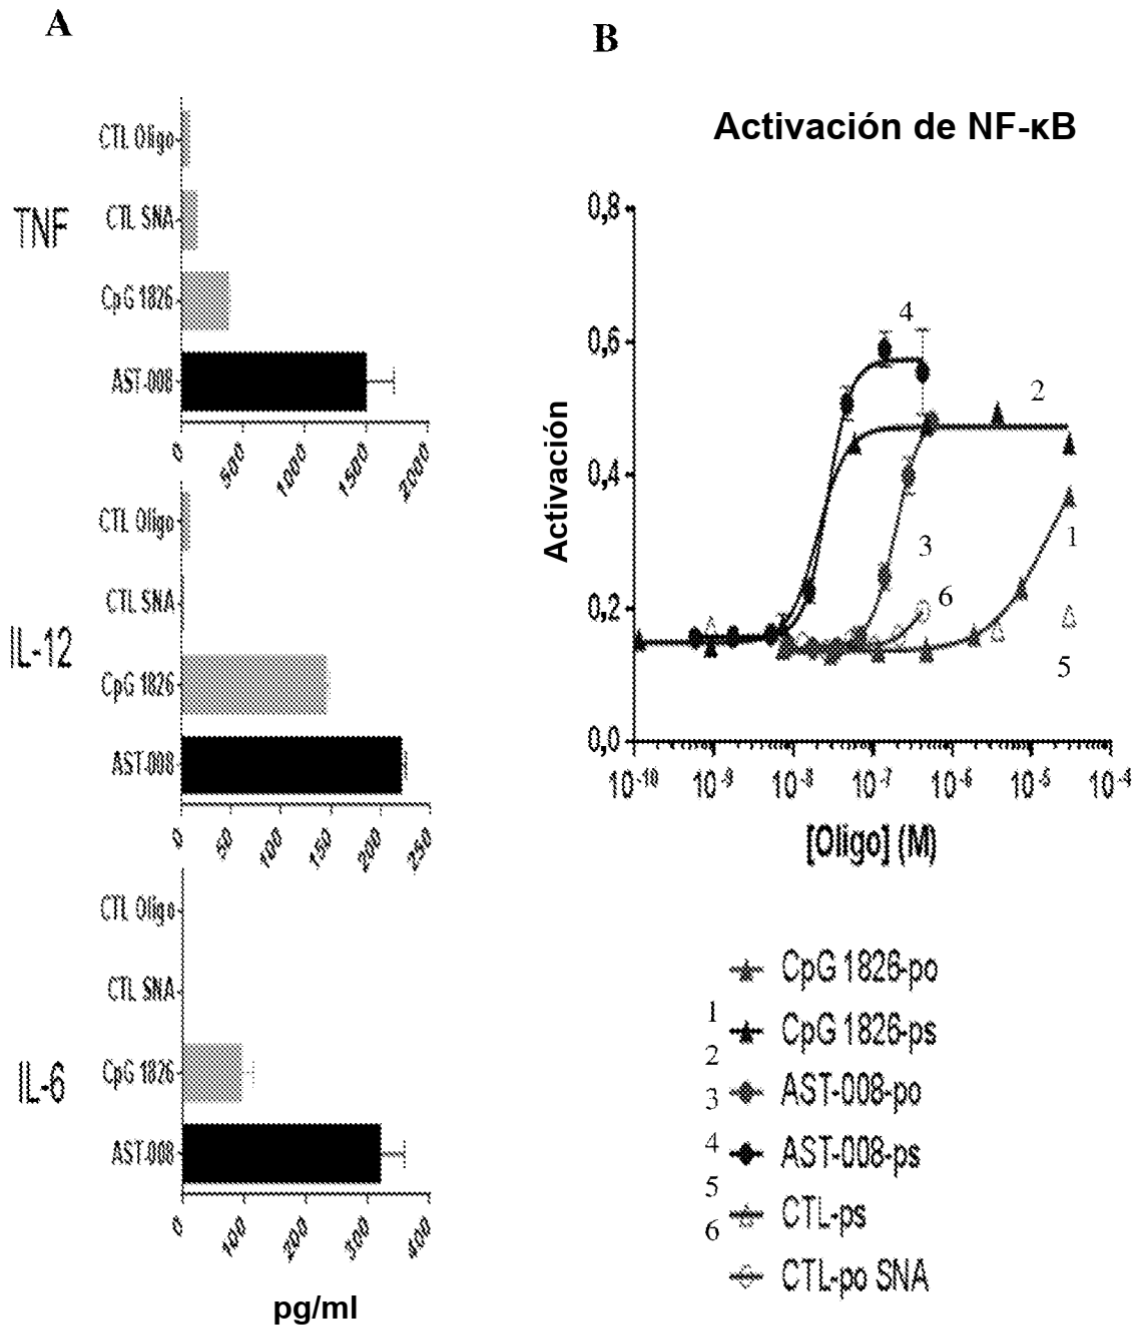 A
TNF
CTL Oligo
CTL SNA
CpG 1826
AST-008
0 500 1000 1500 2000
IL-12
CTL Oligo
CTL SNA
CpG 1826
AST-008
0 50 100 150 200 250
IL-6
CTL Oligo
CTL SNA
CpG 1826
AST-008
0 100 200 300 400
pg/ml
B
Activación de NF-κB
Activación
0,8
0,6
0,4
0,2
0,0
4
2
3
1
6
5
10-10 10-9 10-8 10-7 10-6 10-5 10-4
[Oligo] (M)
CpG 1826-po
1
CpG 1826-ps
2
3 AST-008-po
4 AST-008-ps
5
CTL-ps
6
CTL-po SNA